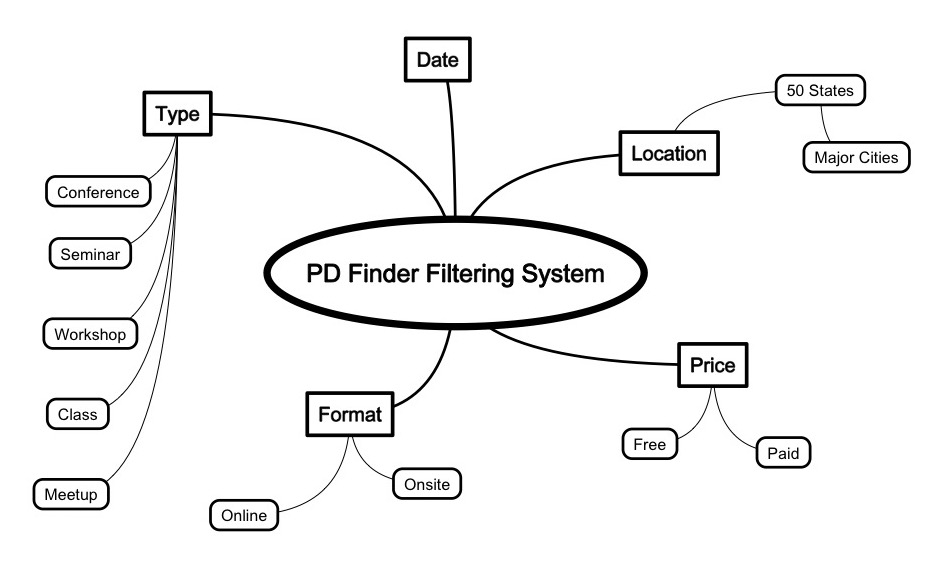 Date
Type
50 States
Location
Major Cities
Conference
Seminar
PD Finder Filtering System
Workshop
Price
Class
Format
Free
Paid
Meetup
Onsite
Online